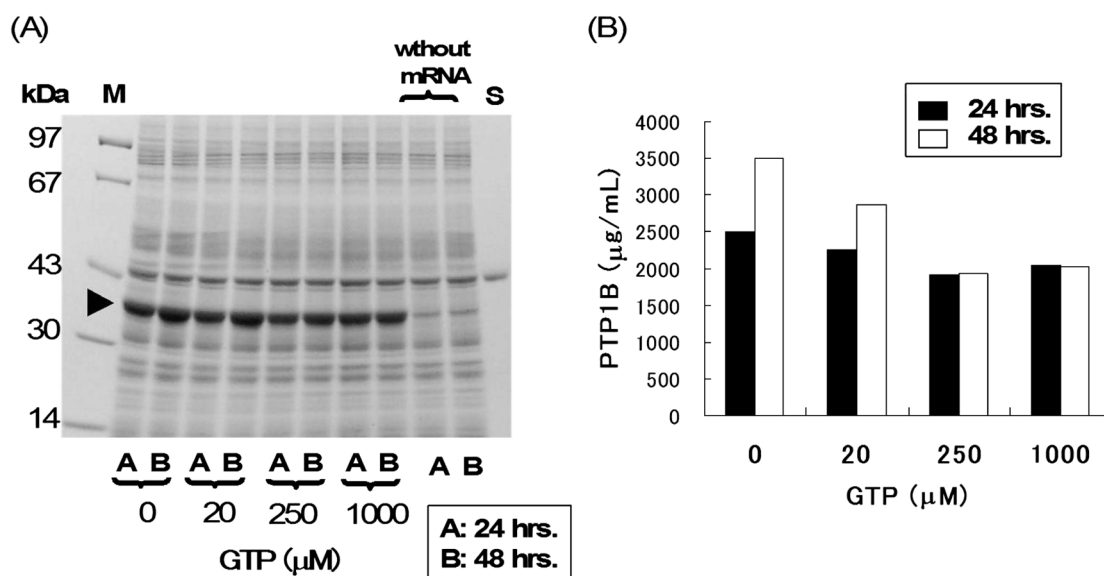 (A)
wthout
mRNA
kDa M S
97
67
43
30
14
A B A B A B A B A B
0 20 250 1000
GTP (μM)
A: 24 hrs.
B: 48 hrs.
(B)
24 hrs.
48 hrs.
4000
3500
3000
2500
2000
1500
1000
500
0
PTP1B (μg/mL)
0 20 250 1000
GTP (μM)